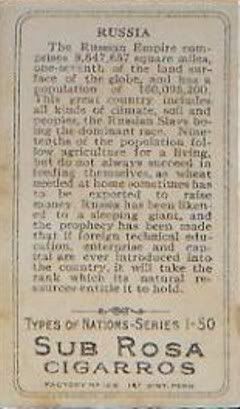 RUSSIA
The Russian Empire com-
prises 8,647,657 square miles,
one-seventh of the land sur-
face of the globe, and has a
population of 160,095,200.
This great country includes
all kinds of climate, soil and
peoples, the Russian Slavs be-
ing the dominant race. Nine-
tenths of the population fol-
low agriculture for a living,
but do not always succeed in
feeding themselves, as wheat
needed at home sometimes has
to be exported to raise
money. Russia has been liken-
ed to a sleeping giant, and
the prophecy has been made
that if foreign technical edu-
cation, enterprise and cap-
ital are ever introduced into
the country, it will take the
rank which its natural re-
sources entitle it to hold.
TYPES OF NATIONS-SERIES 1-50
SUB ROSA
CIGARROS
FACTORY NO 1ST DIST. PENN